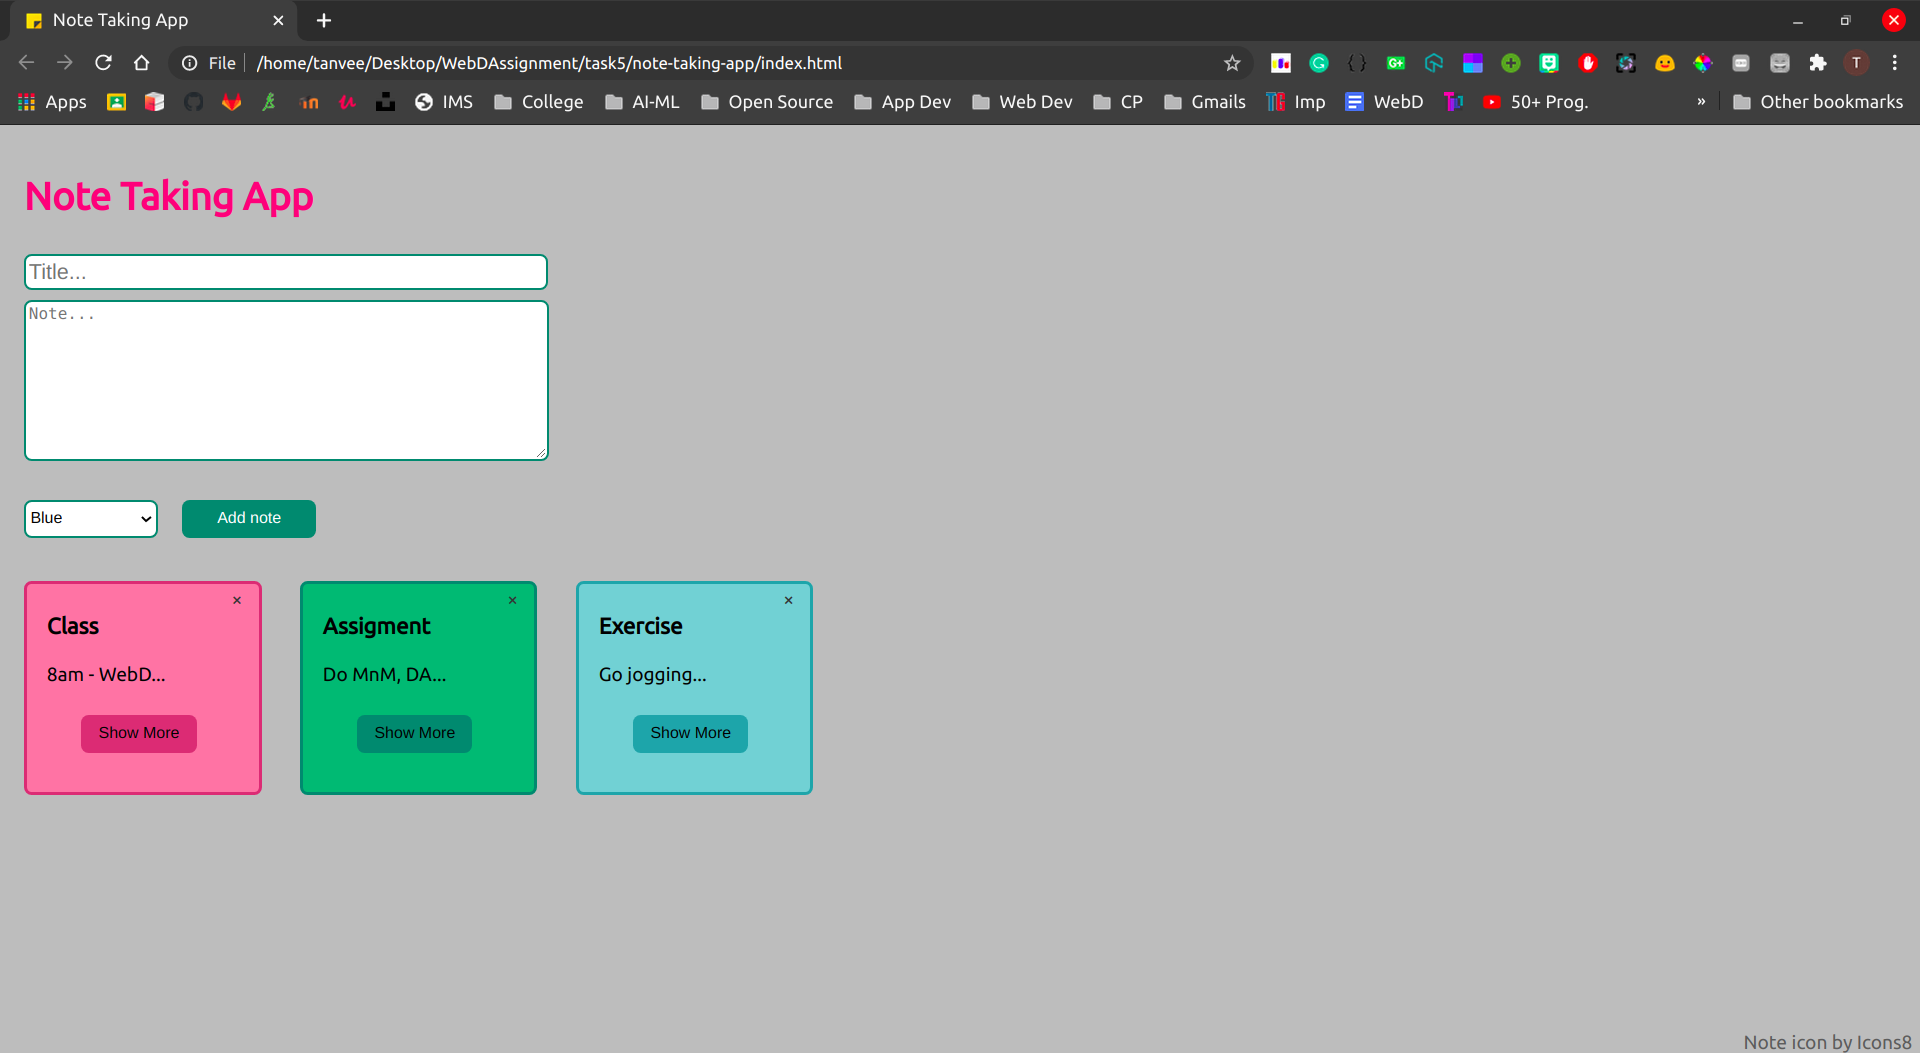 Note Taking App
File /home/tanvee/Desktop/WebDAssignment/task5/note-taking-app/index.html T
Apps IMS College AI-ML Open Source App Dev Web Dev CP Gmails Imp WebD 50+ Prog. » Other bookmarks
Note Taking App
Title...
Note...
Blue Add note
× × ×
Class Assigment Exercise
8am - WebD... Do MnM, DA... Go jogging...
Show More Show More Show More
Note icon by Icons8